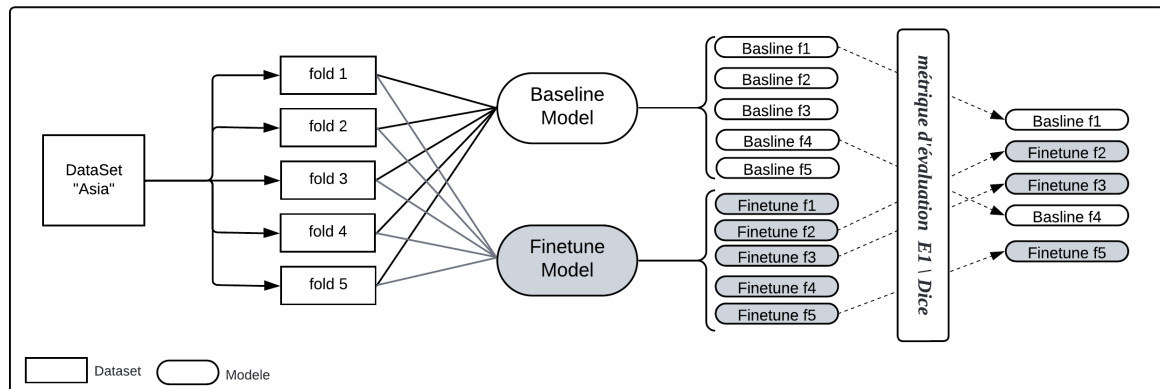 DataSet
"Asia"
fold 1
fold 2
fold 3
fold 4
fold 5
Baseline
Model
Finetune
Model
Basline f1
Basline f2
Basline f3
Basline f4
Basline f5
Finetune f1
Finetune f2
Finetune f3
Finetune f4
Finetune f5
métrique d'évaluation E1 \ Dice
Basline f1
Finetune f2
Finetune f3
Basline f4
Finetune f5
Dataset
Modele